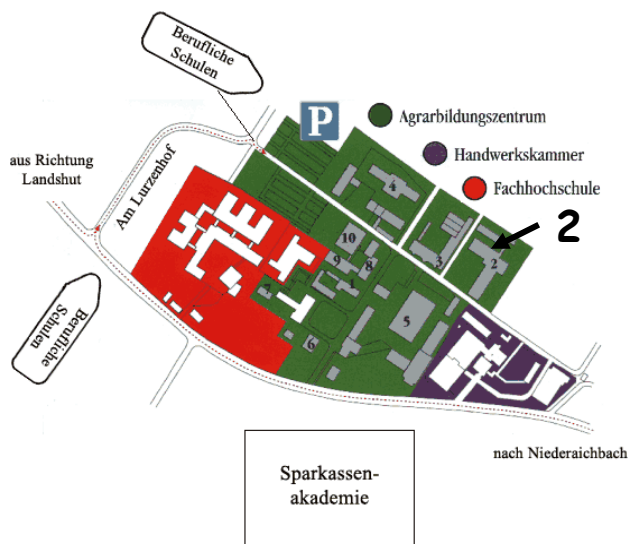 Berufliche
Schulen
P
Agrarbildungszentrum
Handwerkskammer
Fachhochschule
aus Richtung
Landshut
Am Lurzenhof
4
2
10
3
2
9
8
1
7
5
6
Berufliche
Schulen
nach Niederaichbach
Sparkassen-
akademie